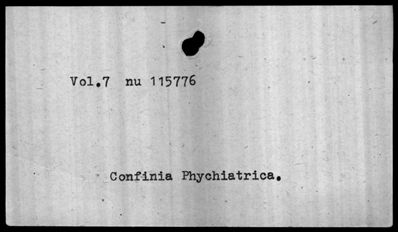 Vol.7 nu 115776
Confinia Phychiatrica.